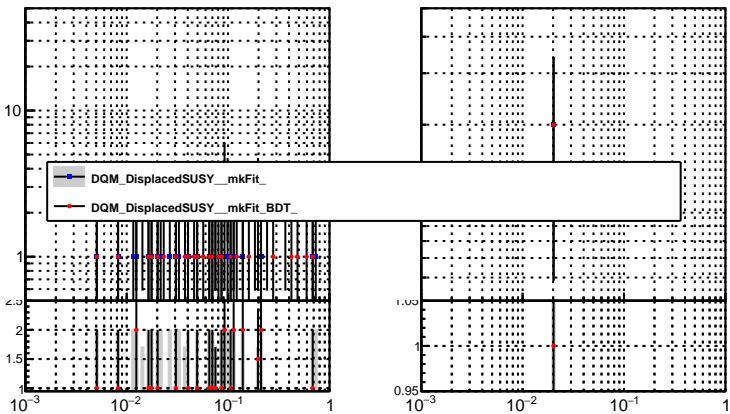 10
DQM_DisplacedSUSY__mkFit_
DQM_DisplacedSUSY__mkFit_BDT_
1
2.5 1.05
2 1
1.5
1 0.95
10⁻³ 10⁻² 10⁻¹ 1 10⁻³ 10⁻² 10⁻¹ 1